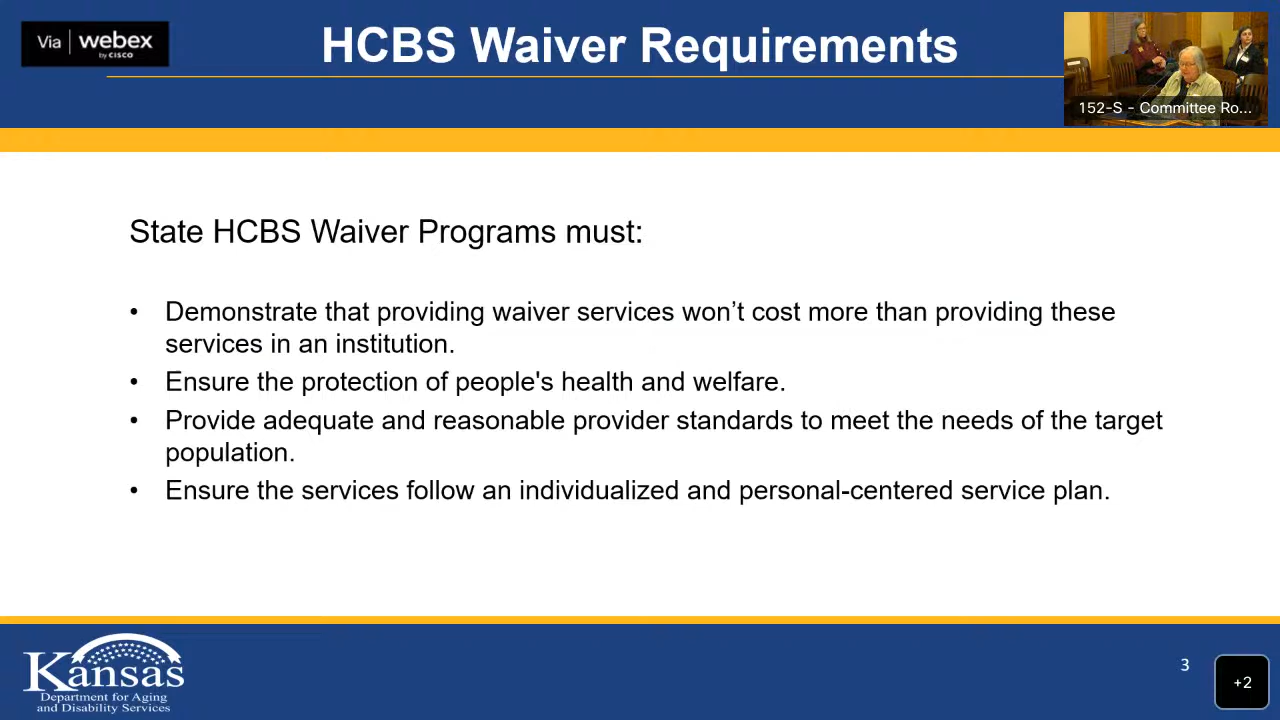 Via webex
by CISCO
HCBS Waiver Requirements
152-S - Committee Ro...
State HCBS Waiver Programs must:
• Demonstrate that providing waiver services won’t cost more than providing these
services in an institution.
• Ensure the protection of people's health and welfare.
• Provide adequate and reasonable provider standards to meet the needs of the target
population.
• Ensure the services follow an individualized and personal-centered service plan.
Kansas
Department for Aging
and Disability Services
3
+2